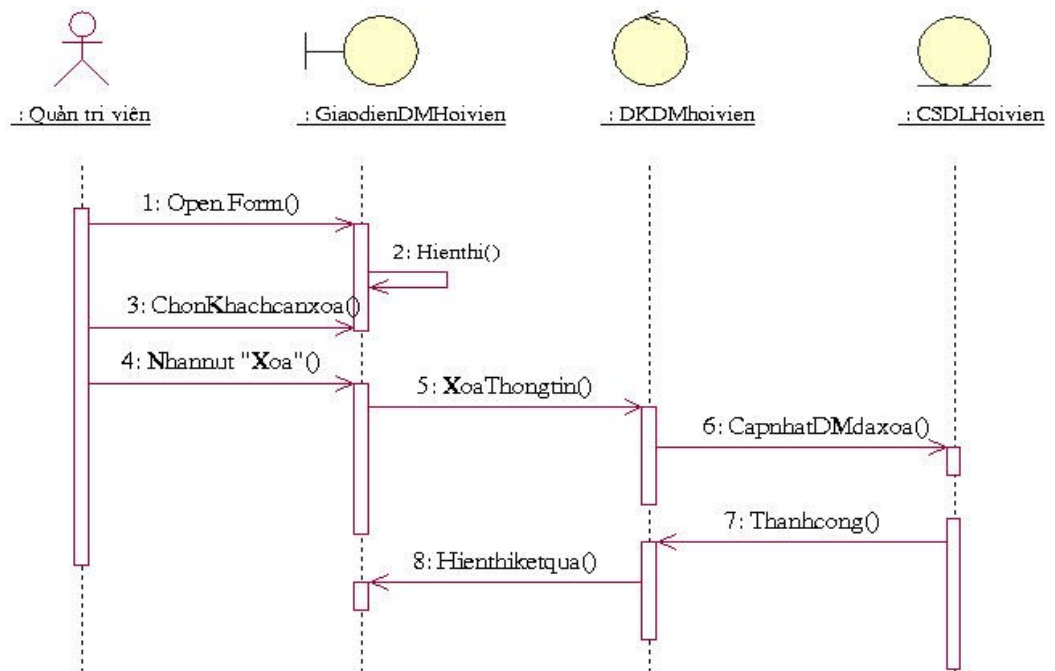 : Quản trị viên
: GiaodienDMHoivien
: DKDMhoivien
: CSDLHoivien
1: Open Form()
2: Hienthi()
3: ChonKhachcanxoa()
4: Nhannut "Xoa"()
5: XoaThongtin()
6: CapnhatDMdaxoa()
7: Thanhcong()
8: Hienthiketqua()